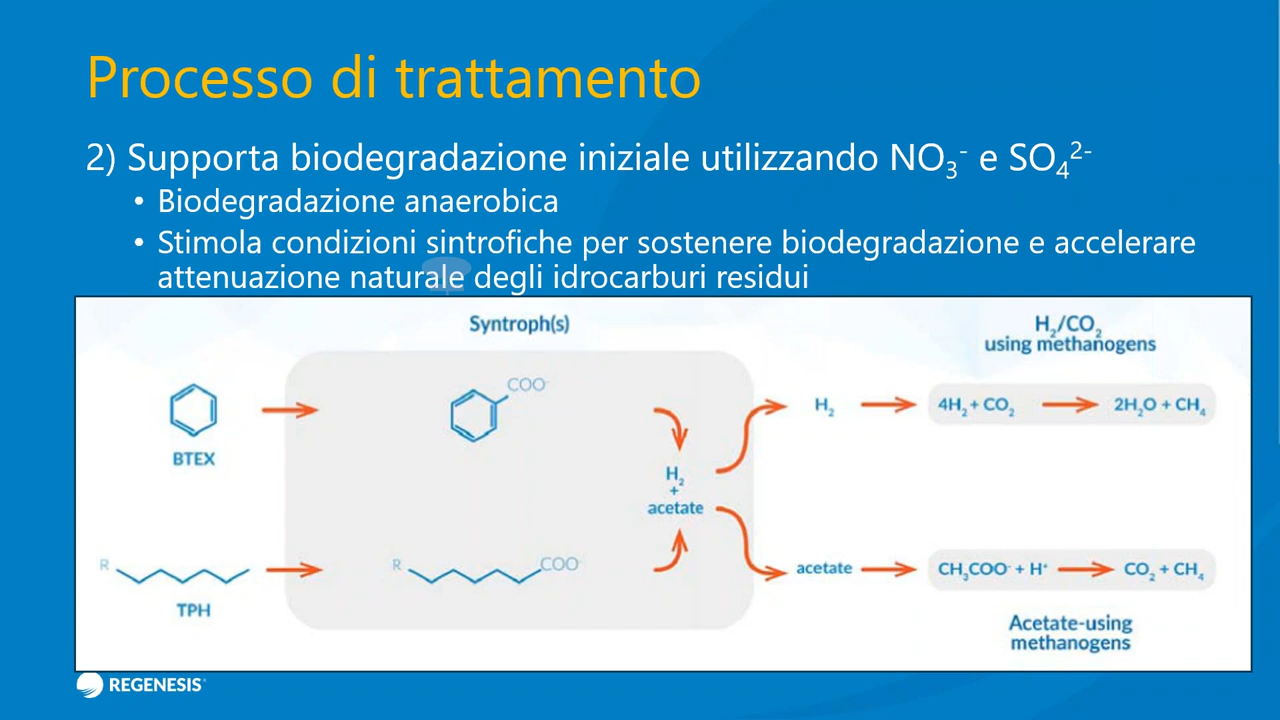 Processo di trattamento
2) Supporta biodegradazione iniziale utilizzando NO₃⁻ e SO₄²⁻
• Biodegradazione anaerobica
• Stimola condizioni sintrofiche per sostenere biodegradazione e accelerare
attenuazione naturale degli idrocarburi residui
Syntroph(s)
H₂/CO₂
using methanogens
COO⁻
BTEX
H₂
+
acetate
H₂
4H₂ + CO₂
2H₂O + CH₄
R
TPH
R
COO⁻
acetate
CH₃COO⁻ + H⁺
CO₂ + CH₄
Acetate-using
methanogens
REGENESIS®